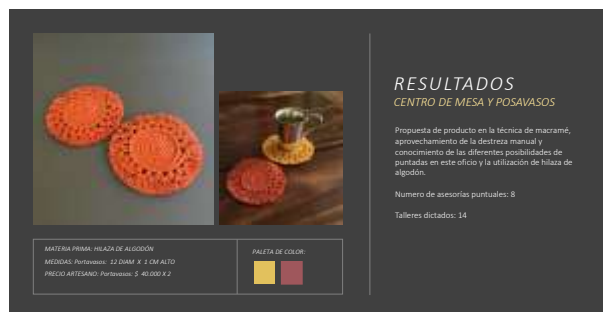 RESULTADOS
CENTRO DE MESA Y POSAVASOS
Propuesta de producto en la técnica de macramé,
aprovechamiento de la destreza manual y
conocimiento de las diferentes posibilidades de
puntadas en este oficio y la utilización de hilaza de
algodón.
Numero de asesorías puntuales: 8
Talleres dictados: 14
MATERIA PRIMA: HILAZA DE ALGODÓN
MEDIDAS: Portavasos: 12 DIAM X 1 CM ALTO
PRECIO ARTESANO: Portavasos: $ 40.000 X 2
PALETA DE COLOR: